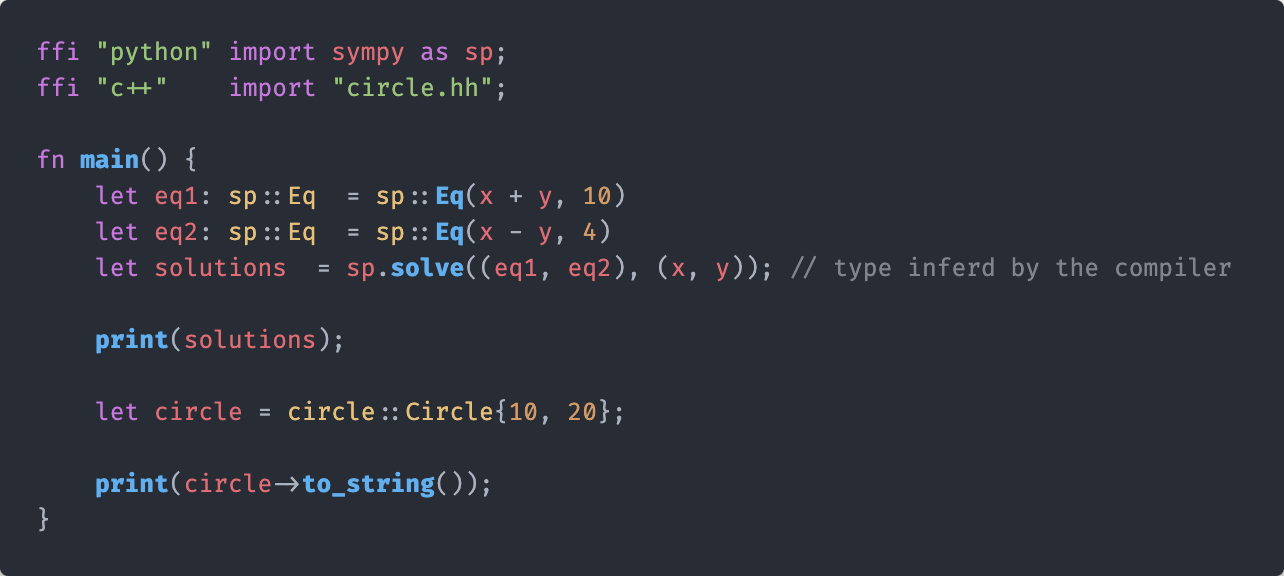 ffi "python" import sympy as sp;
ffi "c++"    import "circle.hh";
fn main() {
    let eq1: sp::Eq  = sp::Eq(x + y, 10)
    let eq2: sp::Eq  = sp::Eq(x - y, 4)
    let solutions  = sp.solve((eq1, eq2), (x, y)); // type inferd by the compiler
    print(solutions);
    let circle = circle::Circle{10, 20};
    print(circle->to_string());
}